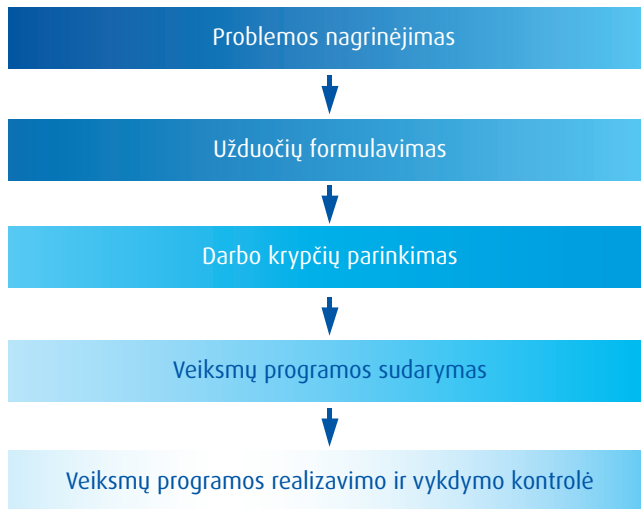 Problemos nagrinėjimas
Užduočių formulavimas
Darbo krypčių parinkimas
Veiksmų programos sudarymas
Veiksmų programos realizavimo ir vykdymo kontrolė